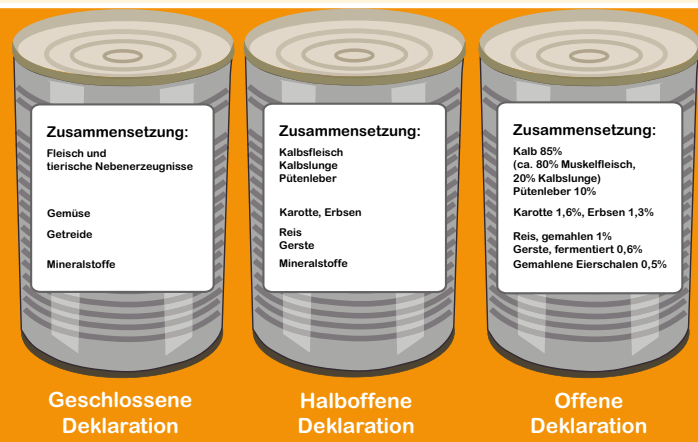 Zusammensetzung:
Fleisch und
tierische Nebenerzeugnisse
Gemüse
Getreide
Mineralstoffe
Geschlossene
Deklaration
Zusammensetzung:
Kalbsfleisch
Kalbslunge
Pütenleber
Karotte, Erbsen
Reis
Gerste
Mineralstoffe
Halboffene
Deklaration
Zusammensetzung:
Kalb 85%
(ca. 80% Muskelfleisch,
20% Kalbslunge)
Pütenleber 10%
Karotte 1,6%, Erbsen 1,3%
Reis, gemahlen 1%
Gerste, fermentiert 0,6%
Gemahlene Eierschalen 0,5%
Offene
Deklaration